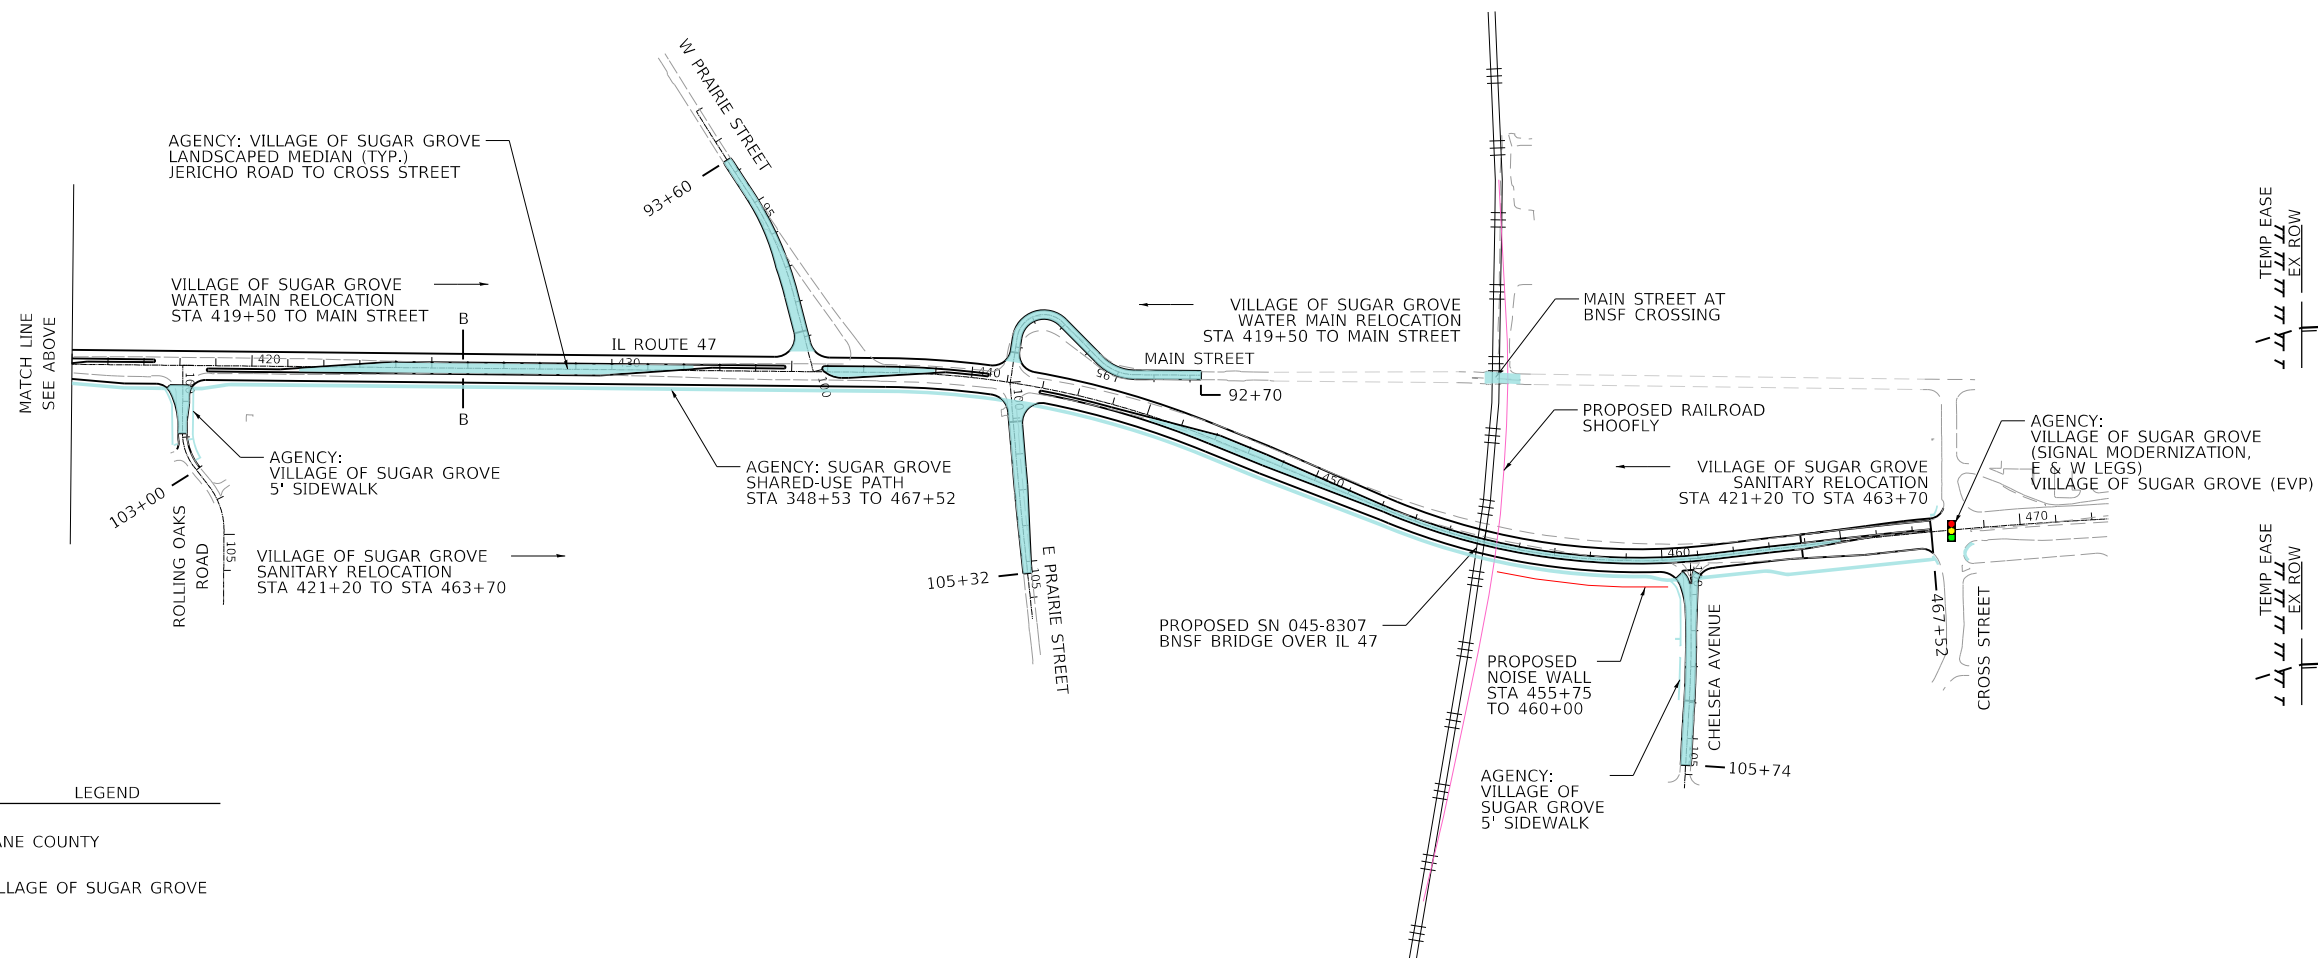 W PRAIRIE STREET
AGENCY: VILLAGE OF SUGAR GROVE
LANDSCAPED MEDIAN (TYP.)
JERICHO ROAD TO CROSS STREET
93+60
95
VILLAGE OF SUGAR GROVE
WATER MAIN RELOCATION
STA 419+50 TO MAIN STREET
B
B
IL ROUTE 47
MATCH LINE
SEE ABOVE
420
430
440
100
100
VILLAGE OF SUGAR GROVE
WATER MAIN RELOCATION
STA 419+50 TO MAIN STREET
MAIN STREET
95
92+70
MAIN STREET AT
BNSF CROSSING
PROPOSED RAILROAD
SHOOFLY
AGENCY:
VILLAGE OF SUGAR GROVE
(SIGNAL MODERNIZATION,
E & W LEGS)
VILLAGE OF SUGAR GROVE (EVP)
VILLAGE OF SUGAR GROVE
SANITARY RELOCATION
STA 421+20 TO STA 463+70
AGENCY:
VILLAGE OF SUGAR GROVE
5' SIDEWALK
AGENCY: SUGAR GROVE
SHARED-USE PATH
STA 348+53 TO 467+52
103+00
ROLLING OAKS
ROAD
105
VILLAGE OF SUGAR GROVE
SANITARY RELOCATION
STA 421+20 TO STA 463+70
105+32
105
E PRAIRIE STREET
450
460
470
PROPOSED SN 045-8307
BNSF BRIDGE OVER IL 47
PROPOSED
NOISE WALL
STA 455+75
TO 460+00
CHELSEA AVENUE
467+52
CROSS STREET
105
105+74
AGENCY:
VILLAGE OF
SUGAR GROVE
5' SIDEWALK
TEMP EASE
EX ROW
TEMP EASE
EX ROW
LEGEND
ANE COUNTY
LLAGE OF SUGAR GROVE